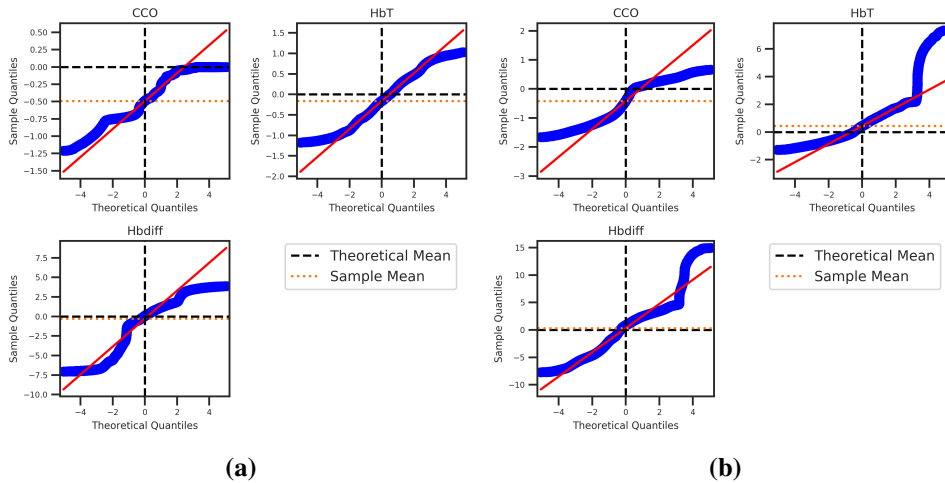 CCO
0.50
0.25
0.00
−0.25
−0.50
−0.75
−1.00
−1.25
−1.50
Sample Quantiles
−4 −2 0 2 4
Theoretical Quantiles
HbT
1.5
1.0
0.5
0.0
−0.5
−1.0
−1.5
−2.0
Sample Quantiles
−4 −2 0 2 4
Theoretical Quantiles
Hbdiff
7.5
5.0
2.5
0.0
−2.5
−5.0
−7.5
−10.0
Sample Quantiles
−4 −2 0 2 4
Theoretical Quantiles
Theoretical Mean
Sample Mean
(a)
CCO
2
1
0
−1
−2
−3
Sample Quantiles
−4 −2 0 2 4
Theoretical Quantiles
HbT
6
4
2
0
−2
Sample Quantiles
−4 −2 0 2 4
Theoretical Quantiles
Hbdiff
15
10
5
0
−5
−10
Sample Quantiles
−4 −2 0 2 4
Theoretical Quantiles
Theoretical Mean
Sample Mean
(b)